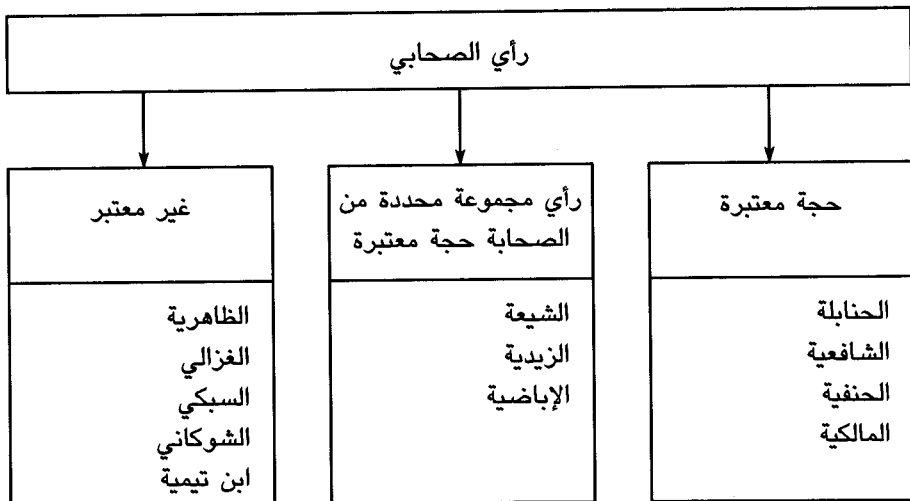 رأي الصحابي
حجة معتبرة
الحنابلة
الشافعية
الحنفية
المالكية
رأي مجموعة محددة من
الصحابة حجة معتبرة
الشيعة
الزيدية
الإباضية
غير معتبر
الظاهرية
الغزالي
السبكي
الشوكاني
ابن تيمية